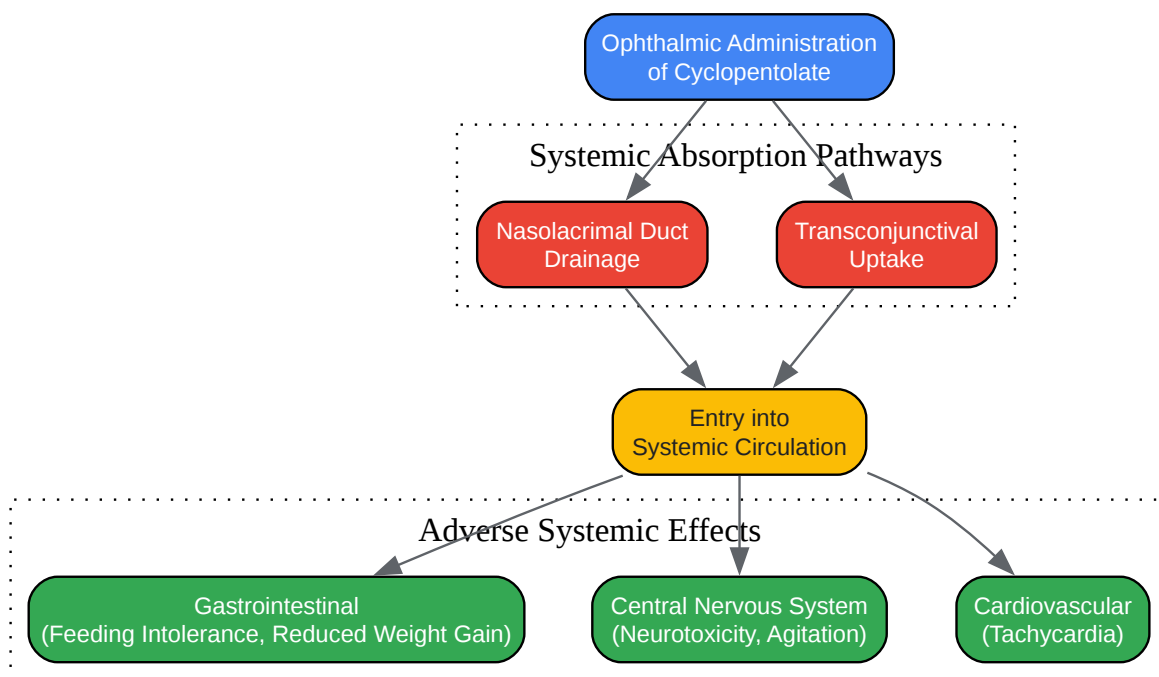 Ophthalmic Administration
of Cyclopentolate
Systemic Absorption Pathways
Nasolacrimal Duct
Drainage
Transconjunctival
Uptake
Entry into
Systemic Circulation
Adverse Systemic Effects
Gastrointestinal
(Feeding Intolerance, Reduced Weight Gain)
Central Nervous System
(Neurotoxicity, Agitation)
Cardiovascular
(Tachycardia)